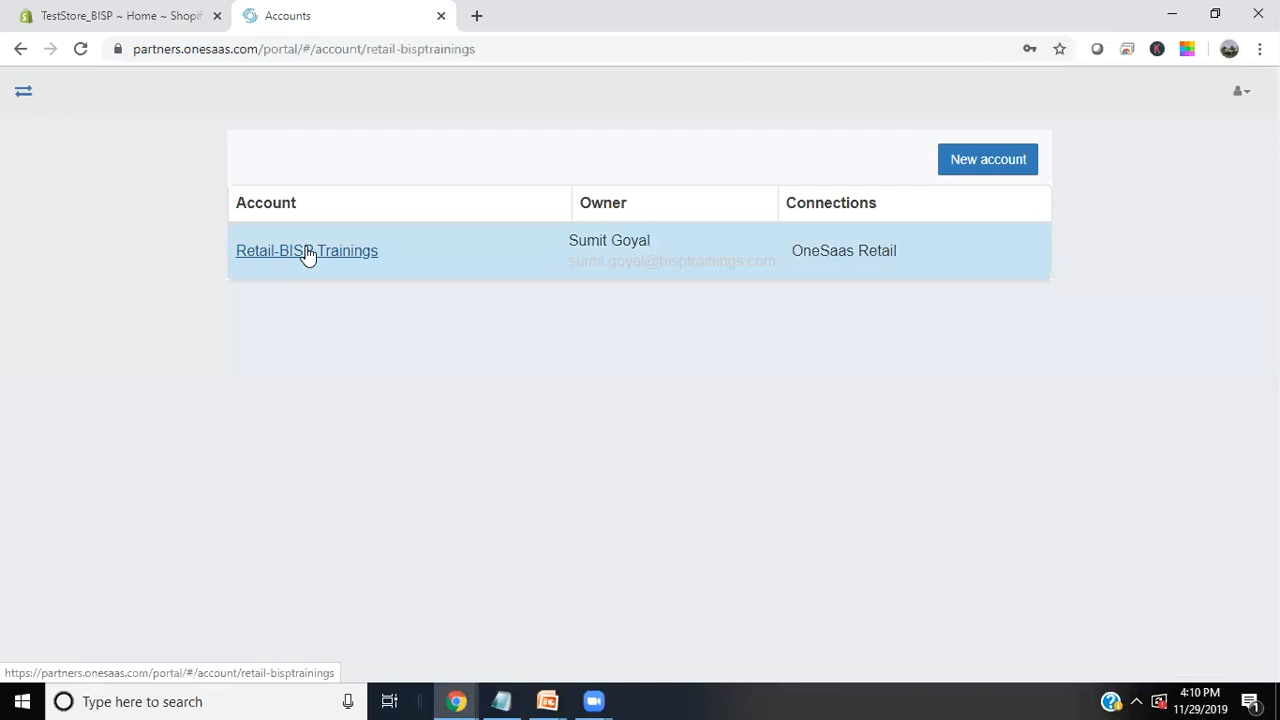 TestStore_BISP ~ Home ~ Shopif
Accounts
partners.onesaas.com/portal/#/account/retail-bisptrainings
New account
Account
Owner
Connections
Retail-BISP Trainings
Sumit Goyal
OneSaas Retail
sumit.goyal@bisptrainings.com
https://partners.onesaas.com/portal/#/account/retail-bisptrainings
Type here to search
4:10 PM
11/29/2019
1